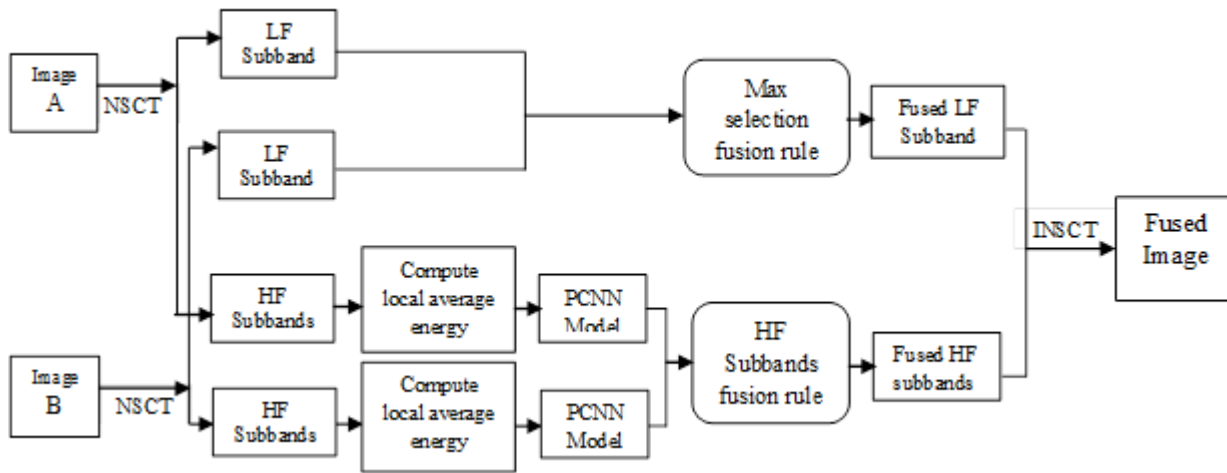 Image
A
NSCT
LF
Subband
LF
Subband
Max
selection
fusion rule
Fused LF
Subband
INSCT
Fused
Image
HF
Subbands
Compute
local average
energy
PCNN
Model
HF
Subbands
fusion rule
Fused HF
subbands
Image
B
NSCT
HF
Subbands
Compute
local average
energy
PCNN
Model